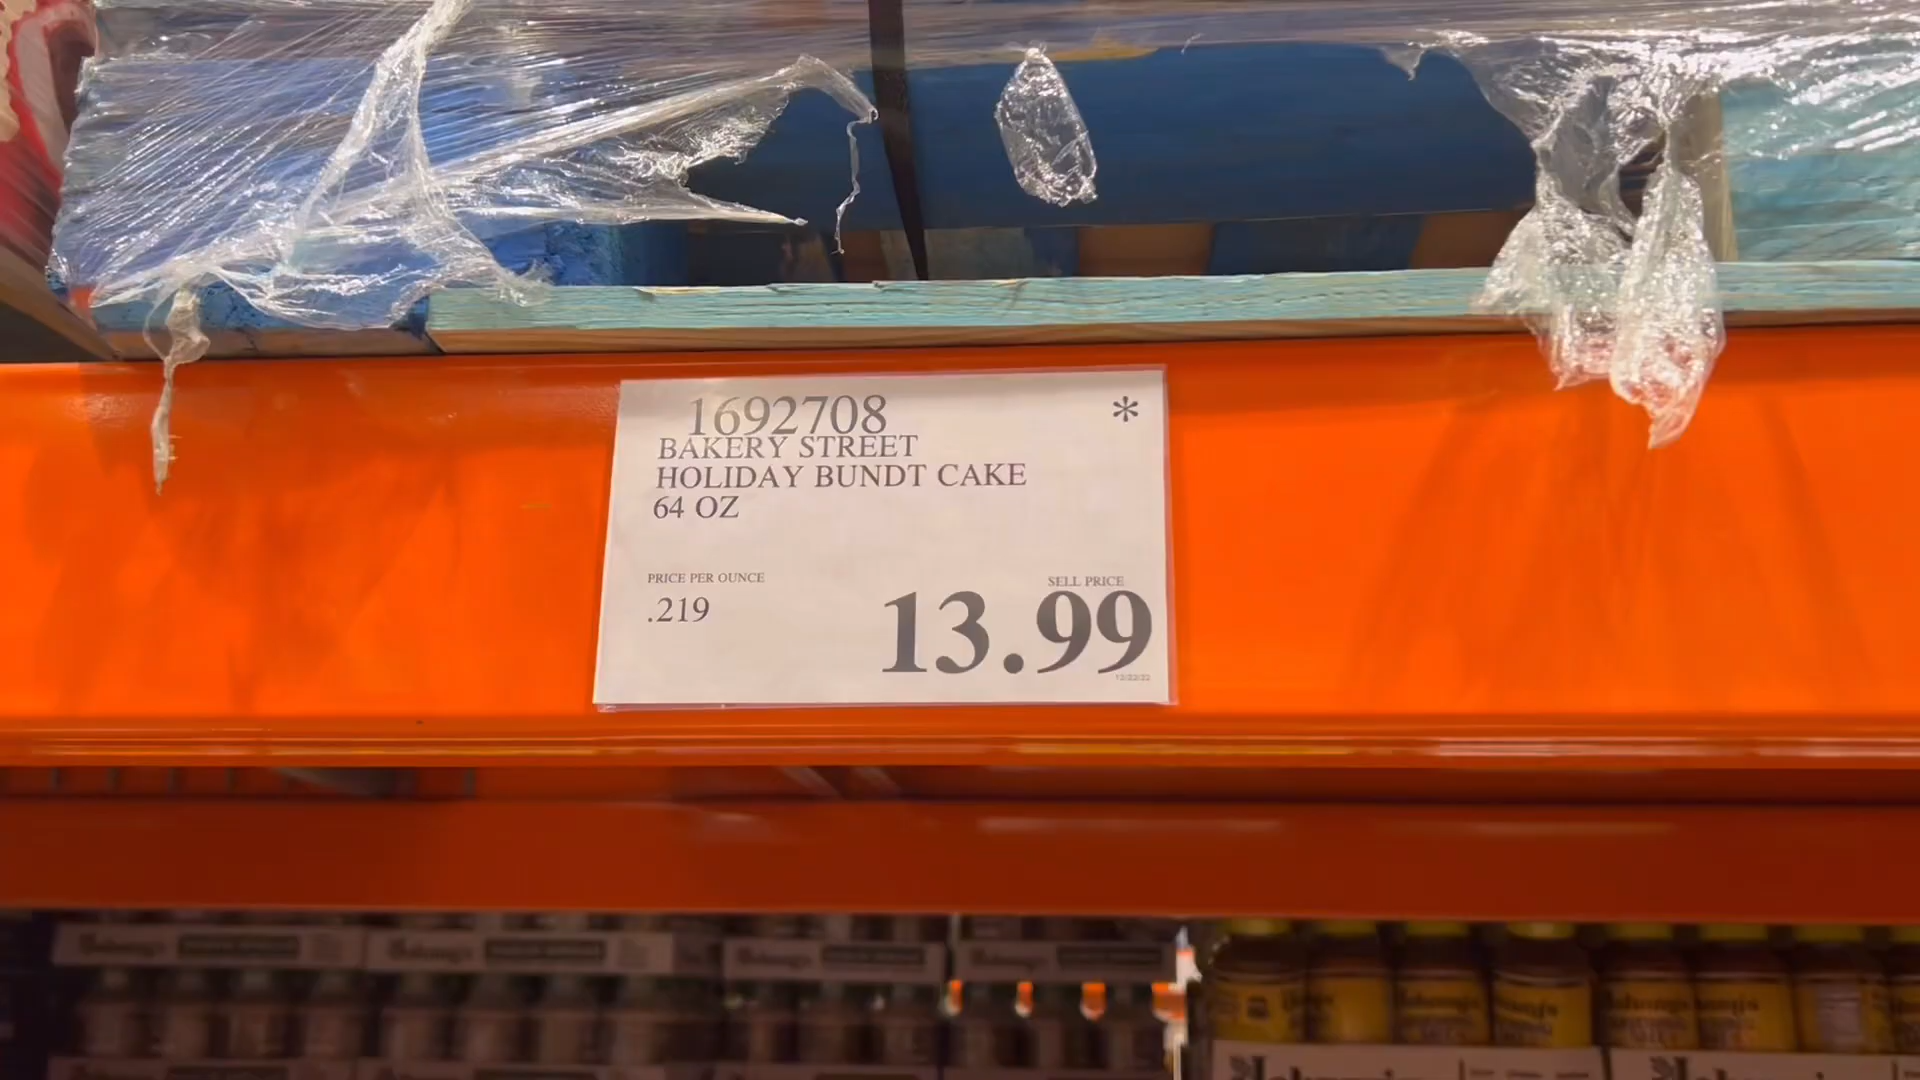 1692708 *
BAKERY STREET
HOLIDAY BUNDT CAKE
64 OZ
PRICE PER OUNCE
.219
SELL PRICE
13.99